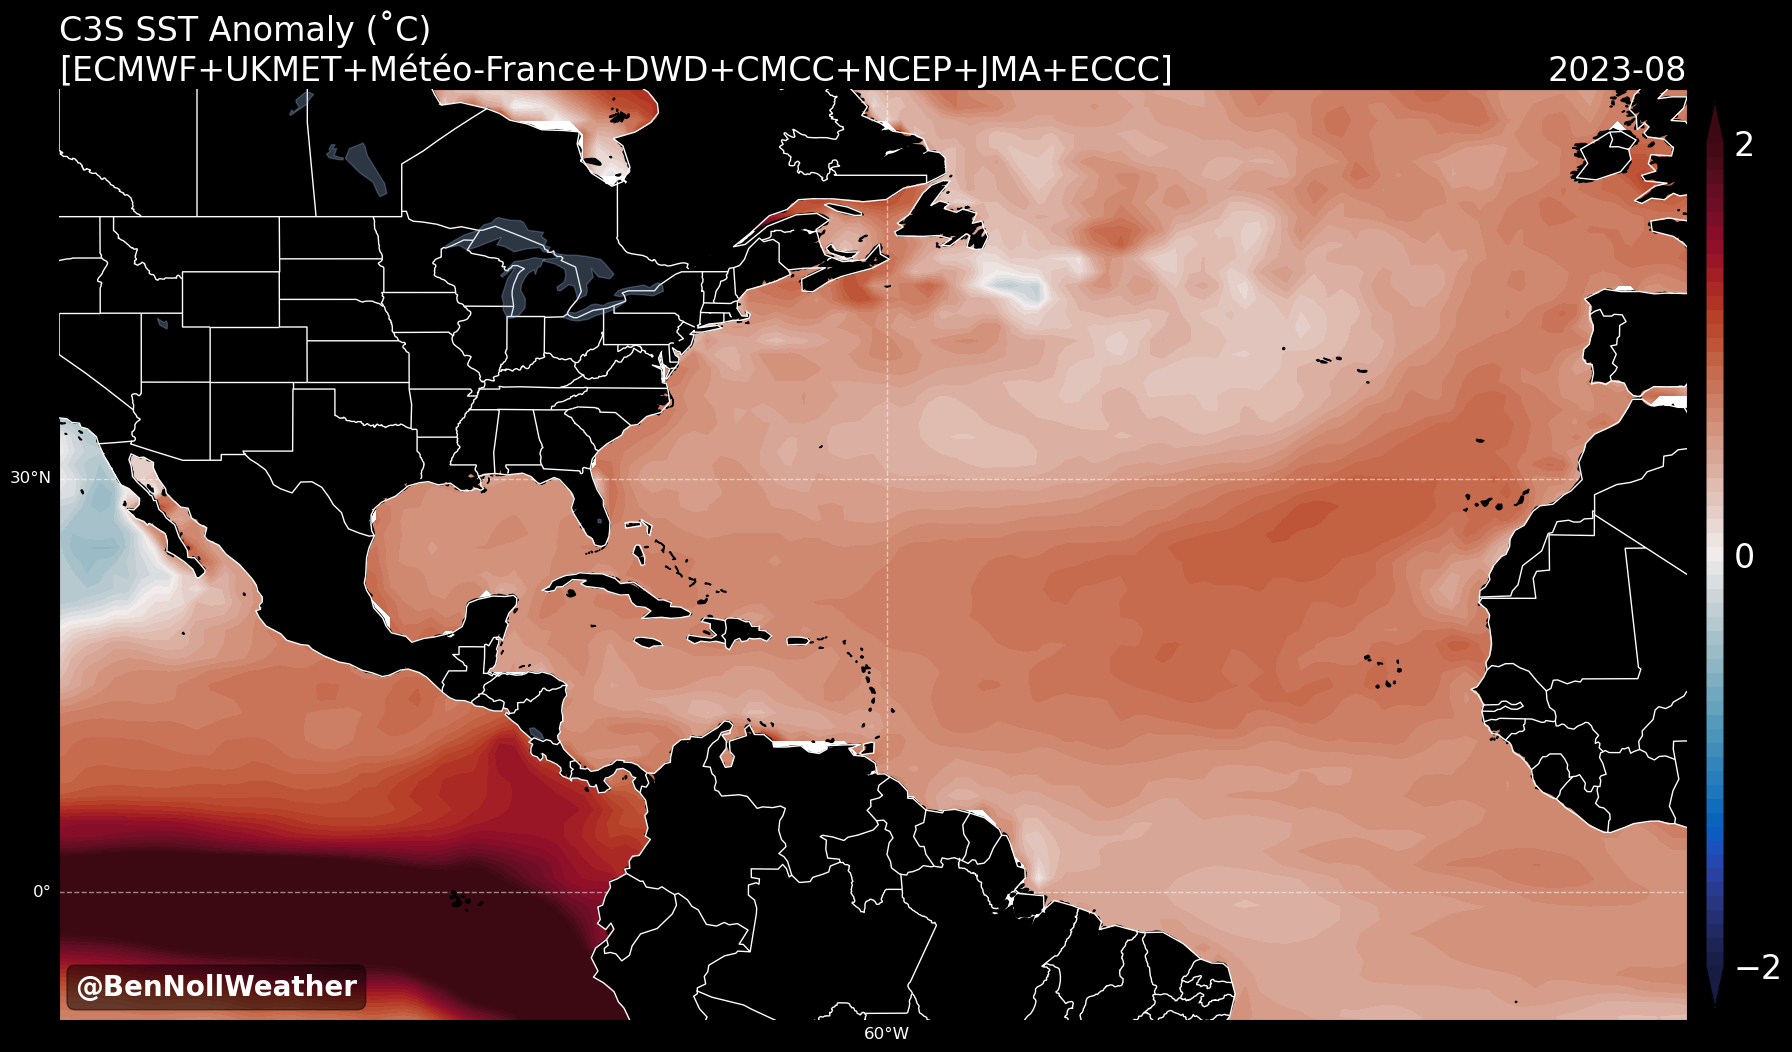 C3S SST Anomaly (˚C)
[ECMWF+UKMET+Météo-France+DWD+CMCC+NCEP+JMA+ECCC]
2023-08
2
30°N
0
0°
−2
@BenNollWeather
60°W